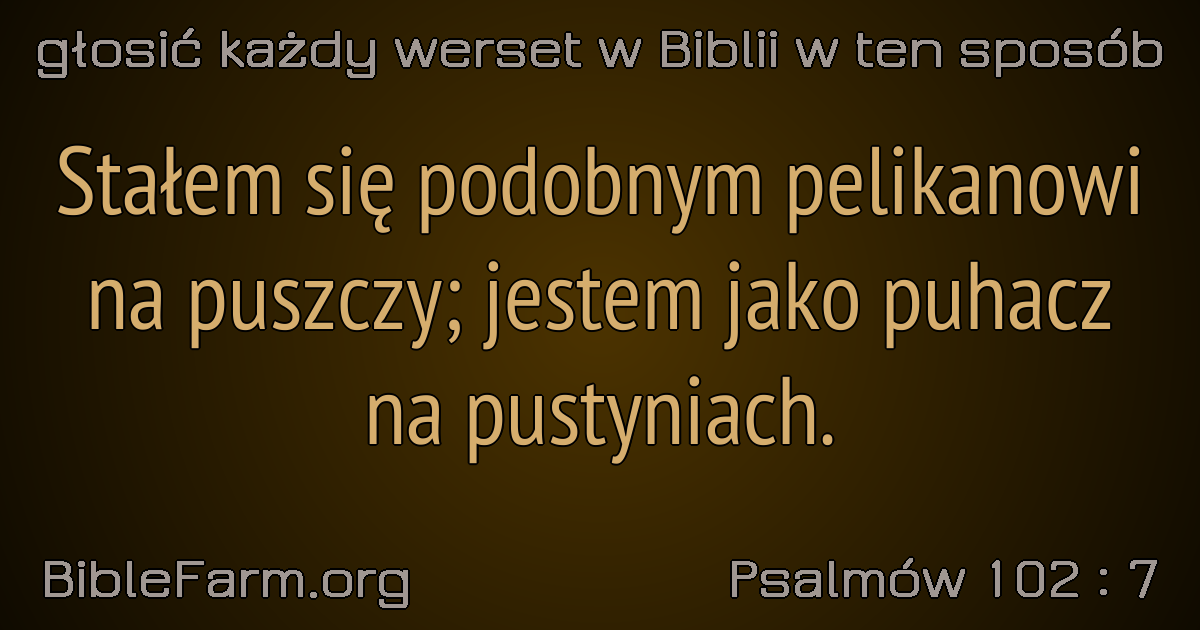 głosić każdy werset w Biblii w ten sposób
Stałem się podobnym pelikanowi
na puszczy; jestem jako puhacz
na pustyniach.
BibleFarm.org
Psalmów 102 : 7